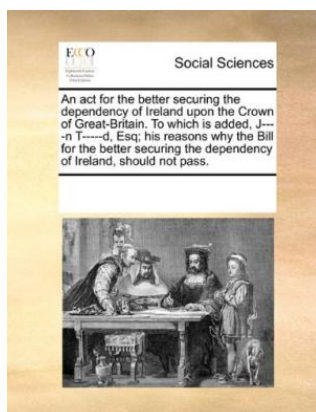 ECCO
Social Sciences
An act for the better securing the
dependency of Ireland upon the Crown
of Great-Britain. To which is added, J---
-n T-----d, Esq; his reasons why the Bill
for the better securing the dependency
of Ireland, should not pass.